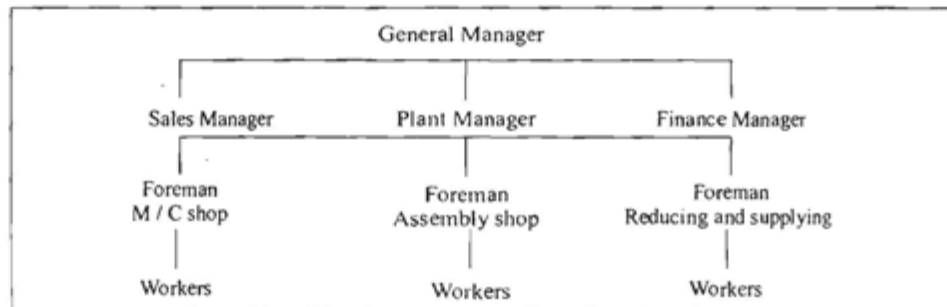 General Manager
Sales Manager Plant Manager Finance Manager
Foreman Foreman Foreman
M / C shop Assembly shop Reducing and supplying
Workers Workers Workers